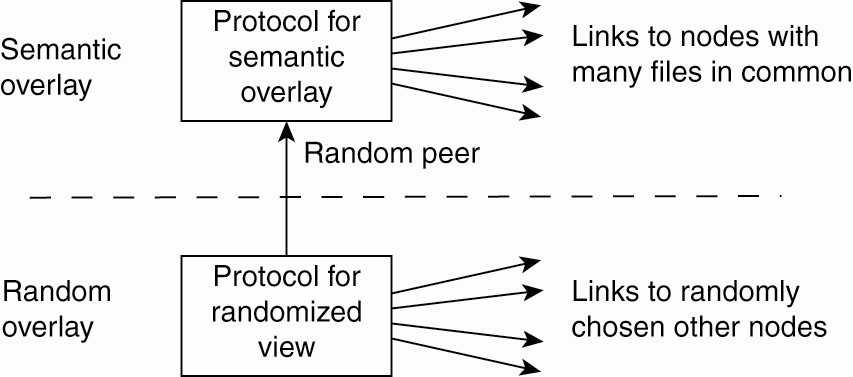 Semantic
overlay
Protocol for
semantic
overlay
Links to nodes with
many files in common
Random peer
Random
overlay
Protocol for
randomized
view
Links to randomly
chosen other nodes